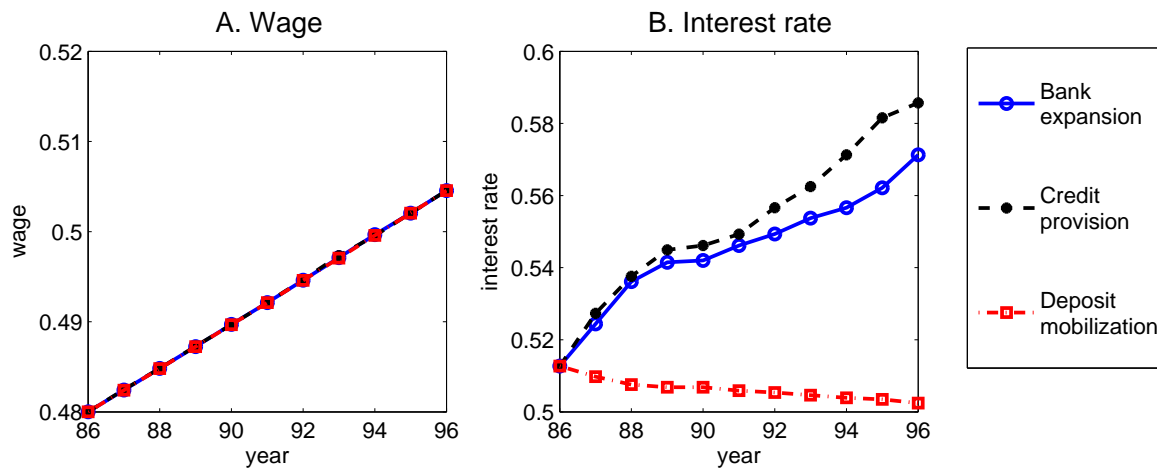 A. Wage
0.52
0.51
0.5
0.49
0.48
wage
86 88 90 92 94 96
year
B. Interest rate
0.6
0.58
0.56
0.54
0.52
0.5
interest rate
86 88 90 92 94 96
year
Bank
expansion
Credit
provision
Deposit
mobilization